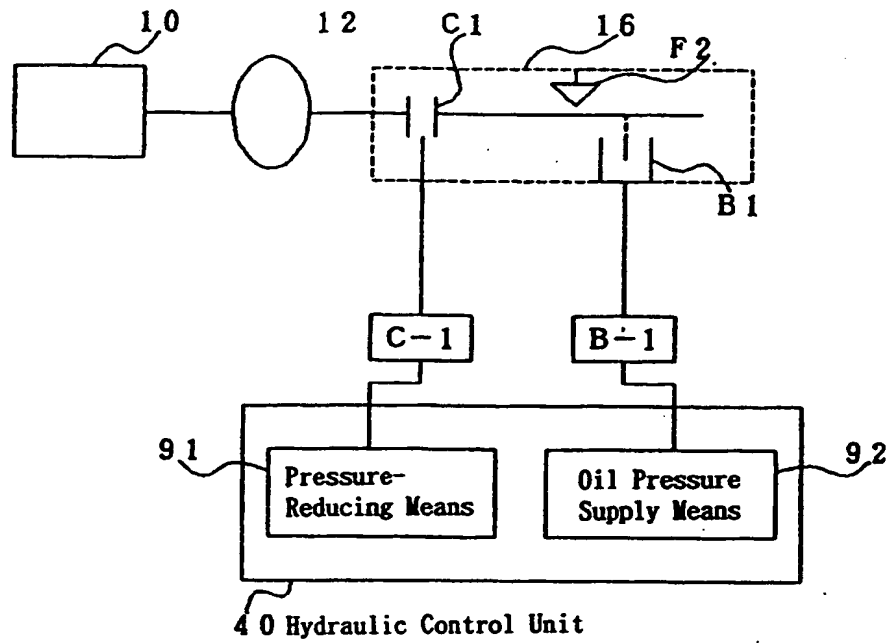 10 12 C1 16 F2
B1
C-1 B-1
91 92
Pressure-
Reducing Means
Oil Pressure
Supply Means
40 Hydraulic Control Unit